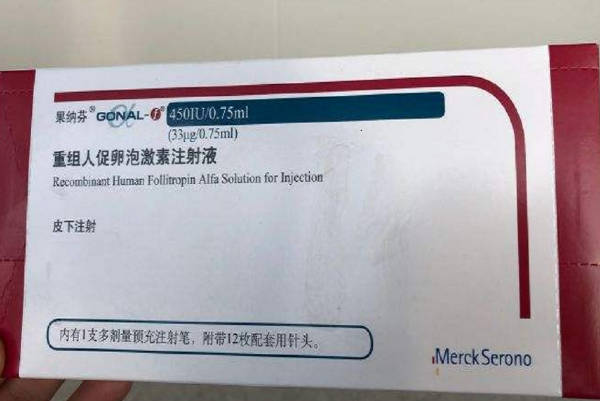 果纳芬® GONAL-f® 450IU/0.75ml
(33μg/0.75ml)
重组人促卵泡激素注射液
Recombinant Human Follitropin Alfa Solution for Injection
皮下注射
内有1支多剂量预充注射笔，附带12枚配套用针头。
Merck Serono